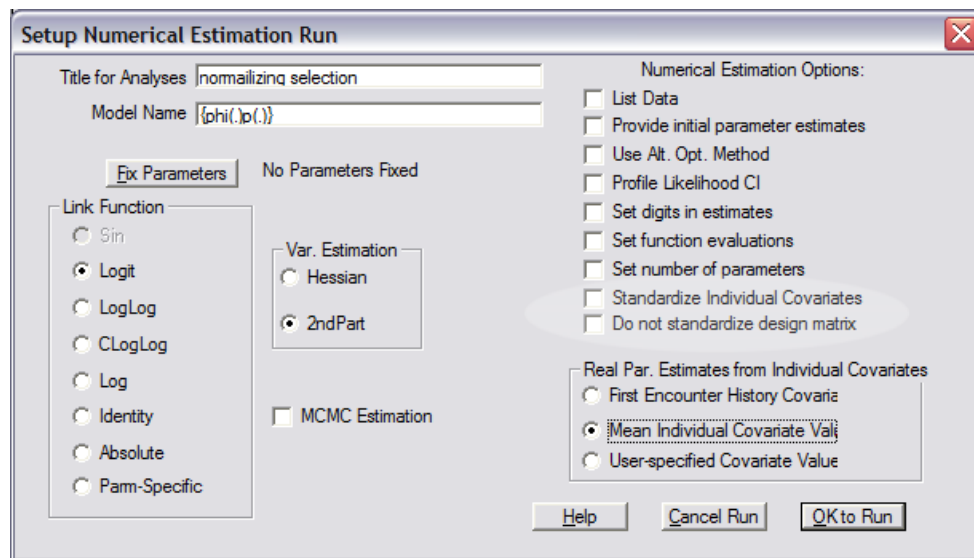 Setup Numerical Estimation Run
Title for Analyses normailizing selection
Model Name {phi(.)p(.)}
Fix Parameters No Parameters Fixed
Link Function
Sin
Logit
LogLog
CLogLog
Log
Identity
Absolute
Parm-Specific
Var. Estimation
Hessian
2ndPart
MCMC Estimation
Numerical Estimation Options:
List Data
Provide initial parameter estimates
Use Alt. Opt. Method
Profile Likelihood CI
Set digits in estimates
Set function evaluations
Set number of parameters
Standardize Individual Covariates
Do not standardize design matrix
Real Par. Estimates from Individual Covariates
First Encounter History Covaria
Mean Individual Covariate Valu
User-specified Covariate Value
Help Cancel Run OK to Run